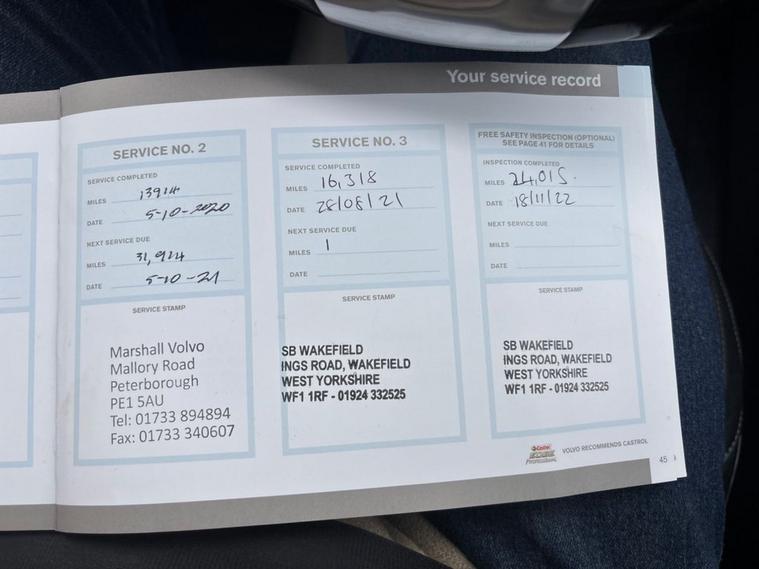 Your service record
SERVICE NO. 2
SERVICE COMPLETED
MILES 13914
DATE 5-10-2020
NEXT SERVICE DUE
MILES 31,914
DATE 5-10-21
SERVICE STAMP
Marshall Volvo
Mallory Road
Peterborough
PE1 5AU
Tel: 01733 894894
Fax: 01733 340607
SERVICE NO. 3
SERVICE COMPLETED
MILES 16,318
DATE 28/08/21
NEXT SERVICE DUE
MILES 1
DATE
SERVICE STAMP
SB WAKEFIELD
INGS ROAD, WAKEFIELD
WEST YORKSHIRE
WF1 1RF - 01924 332525
FREE SAFETY INSPECTION (OPTIONAL)
SEE PAGE 41 FOR DETAILS
INSPECTION COMPLETED
MILES 24,015.
DATE 18/11/22
NEXT SERVICE DUE
MILES
DATE
SERVICE STAMP
SB WAKEFIELD
INGS ROAD, WAKEFIELD
WEST YORKSHIRE
WF1 1RF - 01924 332525
Castrol
EDGE
Professional
VOLVO RECOMMENDS CASTROL
45